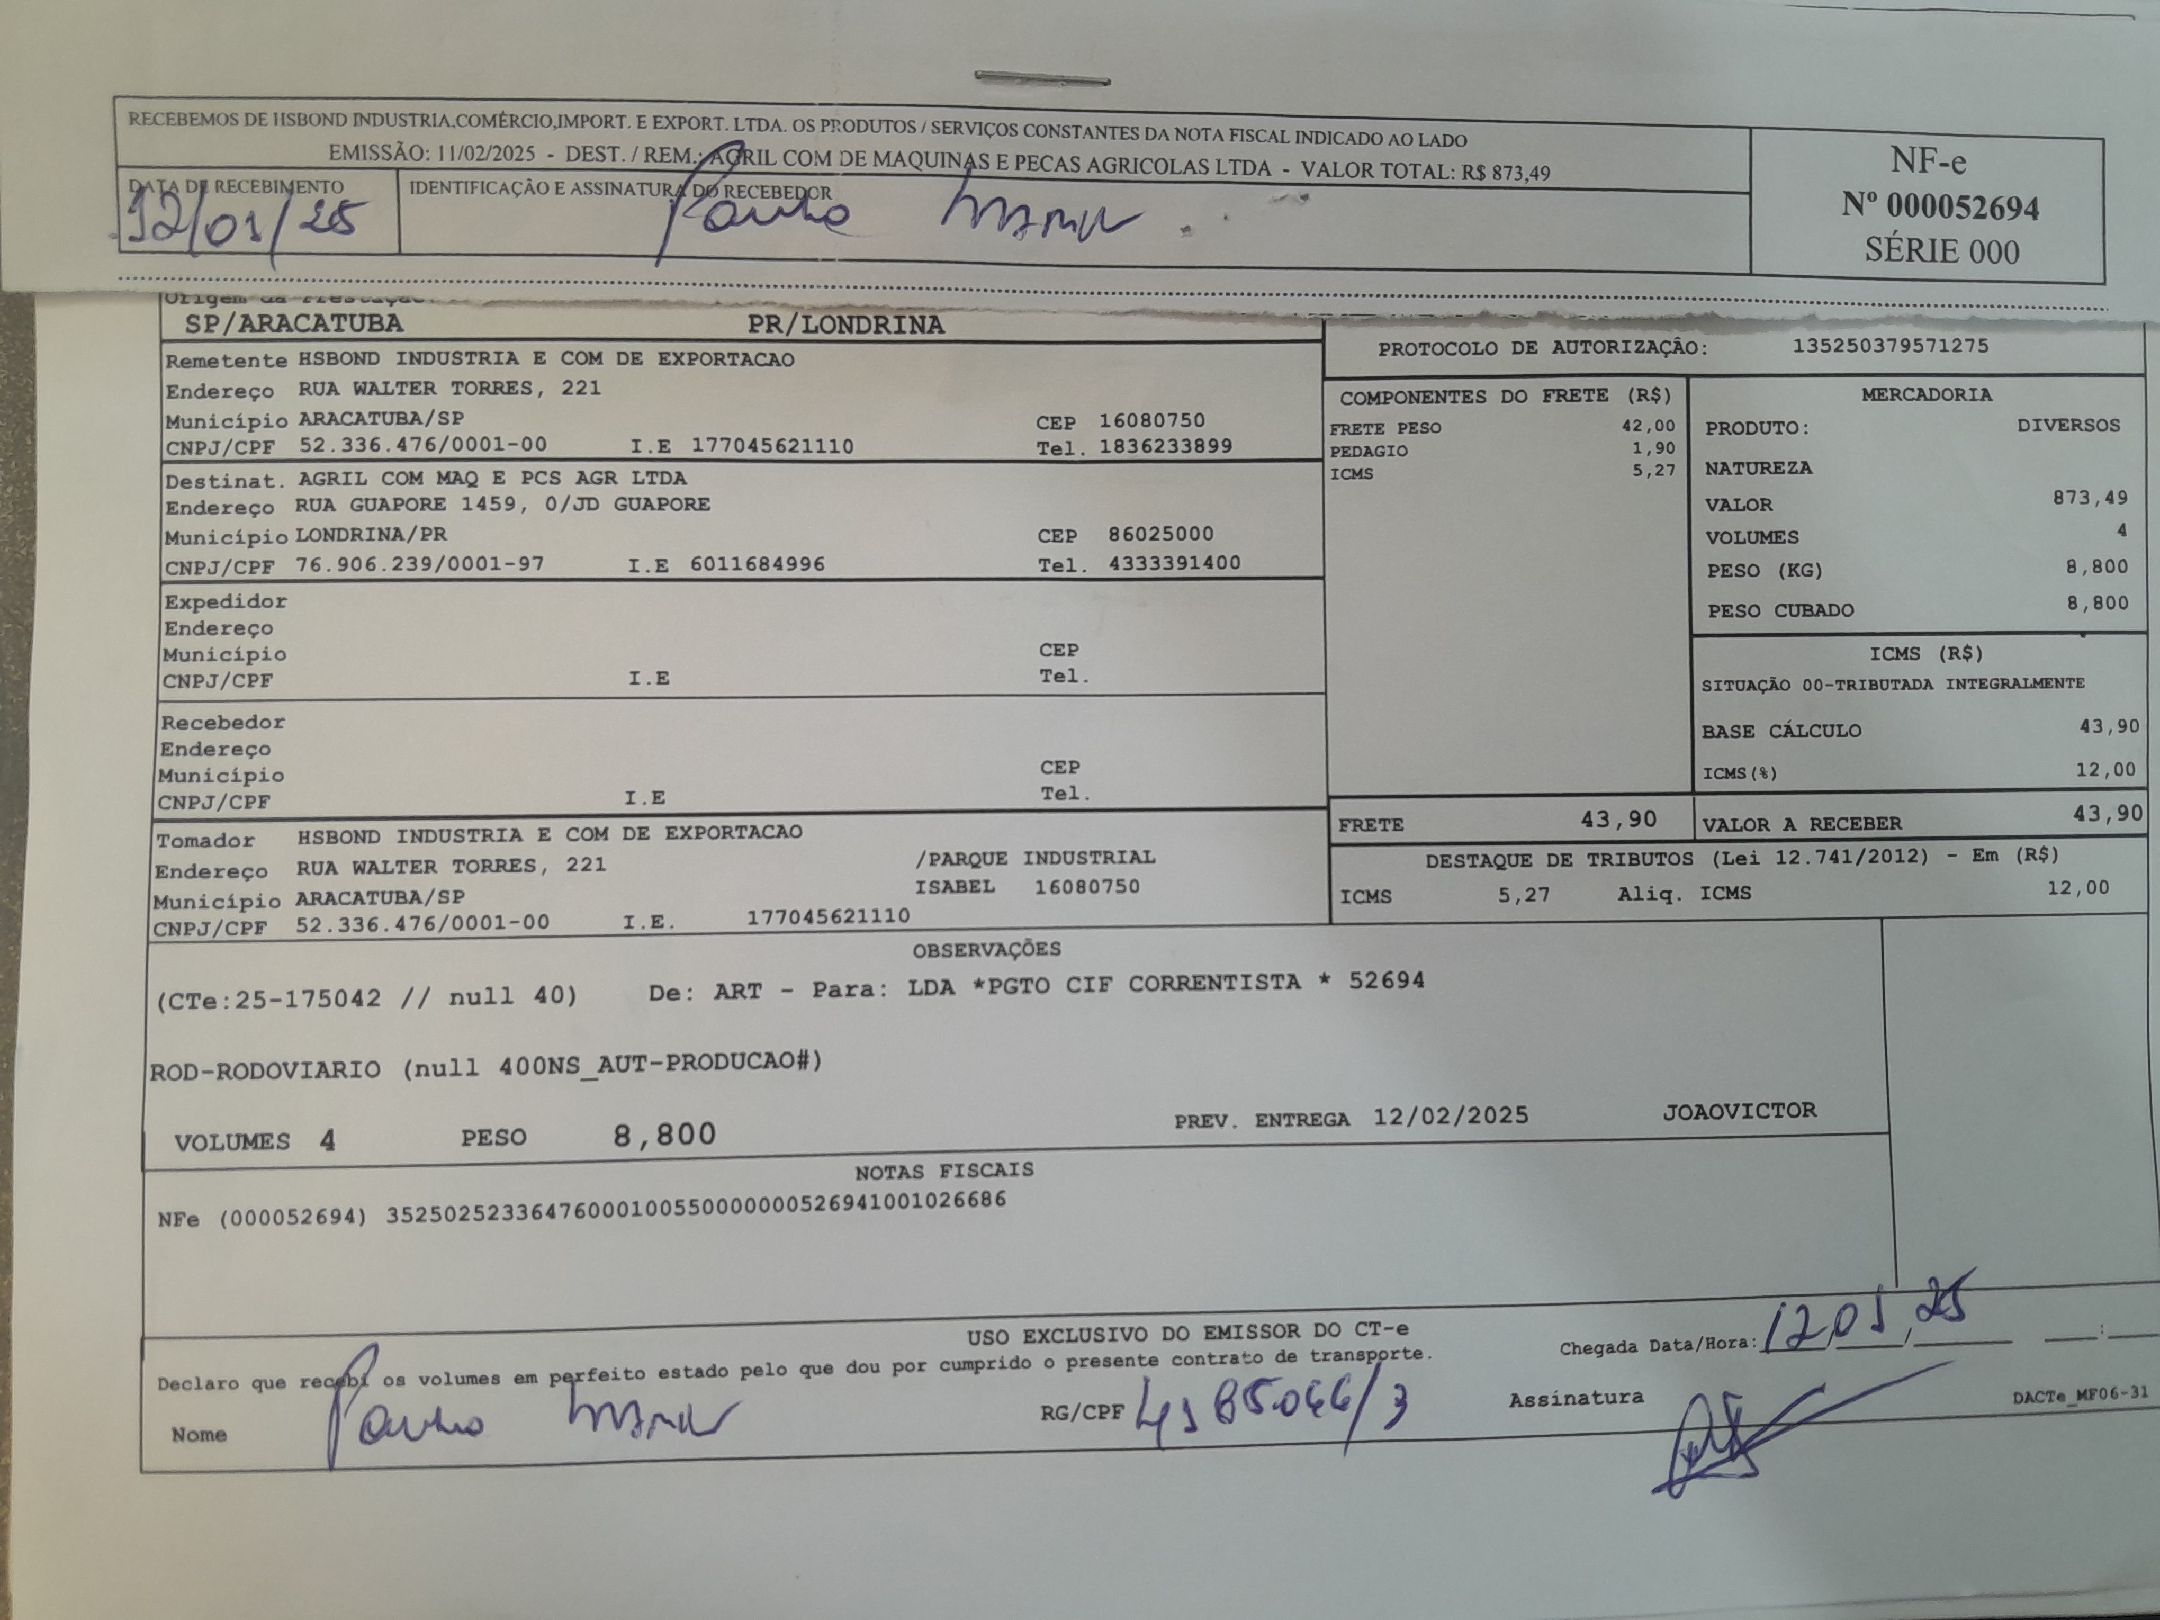 RECEBEMOS DE HSBOND INDUSTRIA,COMÉRCIO,IMPORT. E EXPORT. LTDA. OS PRODUTOS / SERVIÇOS CONSTANTES DA NOTA FISCAL INDICADO AO LADO
EMISSÃO: 11/02/2025 - DEST. / REM.: AGRIL COM DE MAQUINAS E PECAS AGRICOLAS LTDA - VALOR TOTAL: R$ 873,49
NF-e
Nº 000052694
SÉRIE 000
DATA DE RECEBIMENTO
12/01/25
IDENTIFICAÇÃO E ASSINATURA DO RECEBEDOR
Origem da Prestação
SP/ARACATUBA PR/LONDRINA
Remetente HSBOND INDUSTRIA E COM DE EXPORTACAO
Endereço RUA WALTER TORRES, 221
Município ARACATUBA/SP CEP 16080750
CNPJ/CPF 52.336.476/0001-00 I.E 177045621110 Tel. 1836233899
Destinat. AGRIL COM MAQ E PCS AGR LTDA
Endereço RUA GUAPORE 1459, 0/JD GUAPORE
Município LONDRINA/PR CEP 86025000
CNPJ/CPF 76.906.239/0001-97 I.E 6011684996 Tel. 4333391400
Expedidor
Endereço
Município CEP
CNPJ/CPF I.E Tel.
Recebedor
Endereço
Município CEP
CNPJ/CPF I.E Tel.
Tomador HSBOND INDUSTRIA E COM DE EXPORTACAO
Endereço RUA WALTER TORRES, 221 /PARQUE INDUSTRIAL
Município ARACATUBA/SP ISABEL 16080750
CNPJ/CPF 52.336.476/0001-00 I.E. 177045621110
PROTOCOLO DE AUTORIZAÇÃO: 135250379571275
COMPONENTES DO FRETE (R$)
FRETE PESO 42,00
PEDAGIO 1,90
ICMS 5,27
MERCADORIA
PRODUTO: DIVERSOS
NATUREZA
VALOR 873,49
VOLUMES 4
PESO (KG) 8,800
PESO CUBADO 8,800
ICMS (R$)
SITUAÇÃO 00-TRIBUTADA INTEGRALMENTE
BASE CÁLCULO 43,90
ICMS(%) 12,00
FRETE 43,90 VALOR A RECEBER 43,90
DESTAQUE DE TRIBUTOS (Lei 12.741/2012) - Em (R$)
ICMS 5,27 Aliq. ICMS 12,00
OBSERVAÇÕES
(CTe:25-175042 // null 40) De: ART - Para: LDA *PGTO CIF CORRENTISTA * 52694
ROD-RODOVIARIO (null 400NS_AUT-PRODUCAO#)
VOLUMES 4 PESO 8,800 PREV. ENTREGA 12/02/2025 JOAOVICTOR
NOTAS FISCAIS
NFe (000052694) 35250252336476000100550000000526941001026686
USO EXCLUSIVO DO EMISSOR DO CT-e
Declaro que recebi os volumes em perfeito estado pelo que dou por cumprido o presente contrato de transporte.
Chegada Data/Hora: 12/01/25
Nome
RG/CPF
Assinatura
DACTe_MF06-31